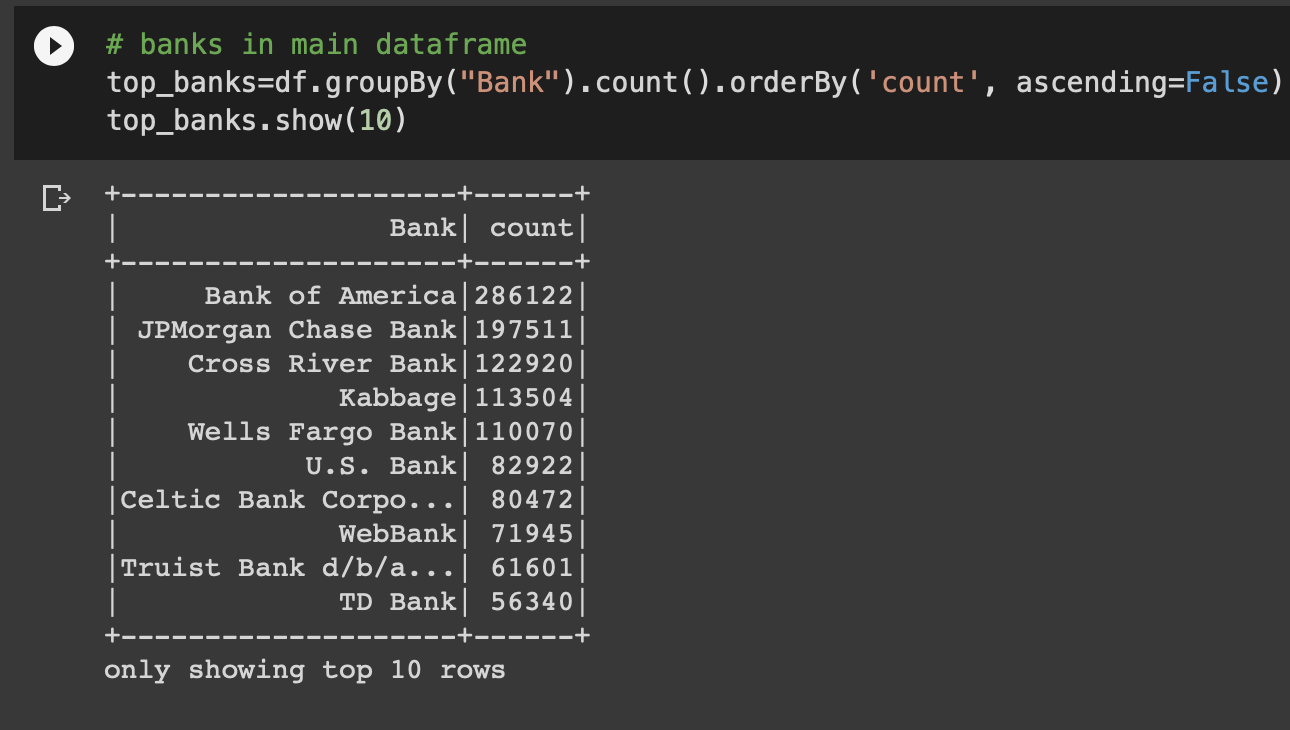 # banks in main dataframe
top_banks=df.groupBy("Bank").count().orderBy('count', ascending=False)
top_banks.show(10)
+--------------------+------+
|                Bank| count|
+--------------------+------+
|     Bank of America|286122|
| JPMorgan Chase Bank|197511|
|    Cross River Bank|122920|
|             Kabbage|113504|
|    Wells Fargo Bank|110070|
|           U.S. Bank| 82922|
|Celtic Bank Corpo...| 80472|
|             WebBank| 71945|
|Truist Bank d/b/a...| 61601|
|             TD Bank| 56340|
+--------------------+------+
only showing top 10 rows